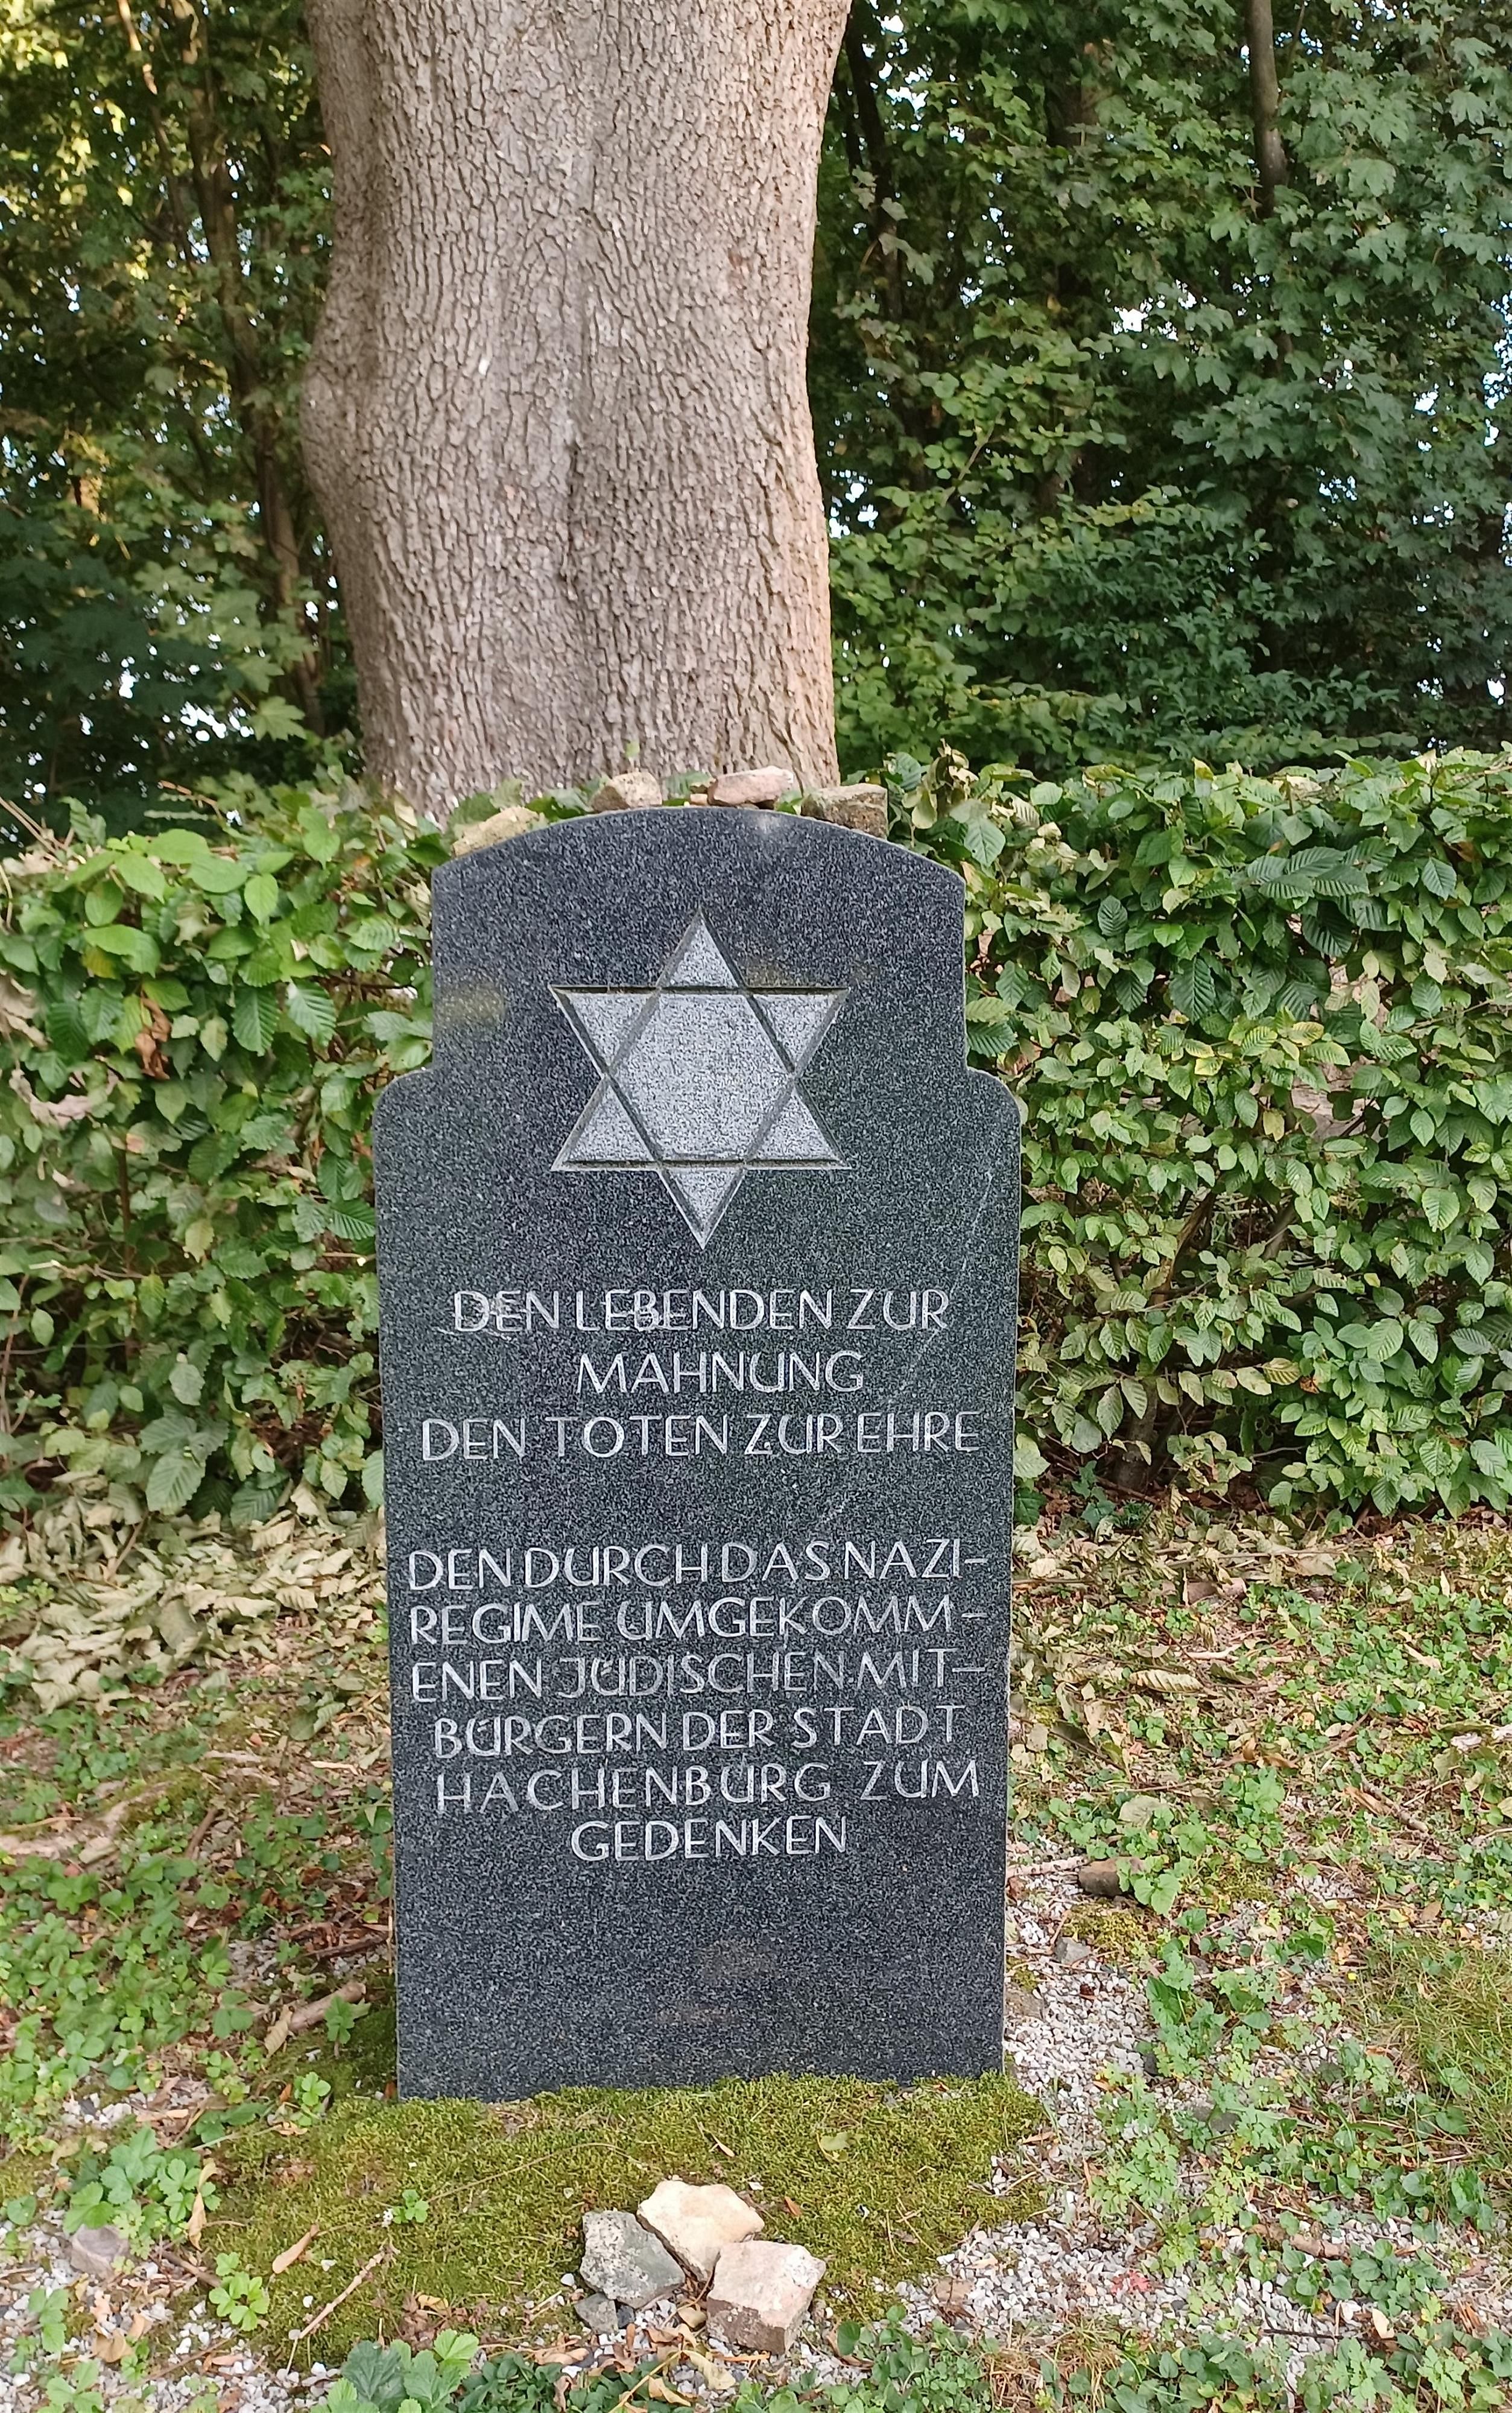 DEN LEBENDEN ZUR
MAHNUNG
DEN TOTEN ZUR EHRE
DEN DURCH DAS NAZI-
REGIME UMGEKOMM-
ENEN JÜDISCHEN MIT-
BÜRGERN DER STADT
HACHENBURG ZUM
GEDENKEN